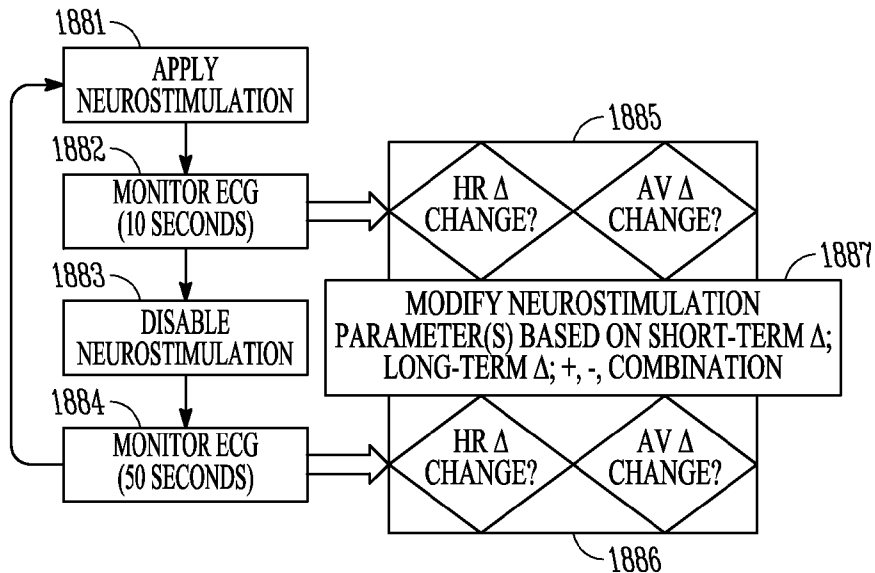 1881
APPLY
NEUROSTIMULATION
1882
MONITOR ECG
(10 SECONDS)
1883
DISABLE
NEUROSTIMULATION
1884
MONITOR ECG
(50 SECONDS)
1885
HR Δ
CHANGE?
AV Δ
CHANGE?
1887
MODIFY NEUROSTIMULATION
PARAMETER(S) BASED ON SHORT-TERM Δ;
LONG-TERM Δ; +, -, COMBINATION
HR Δ
CHANGE?
AV Δ
CHANGE?
1886